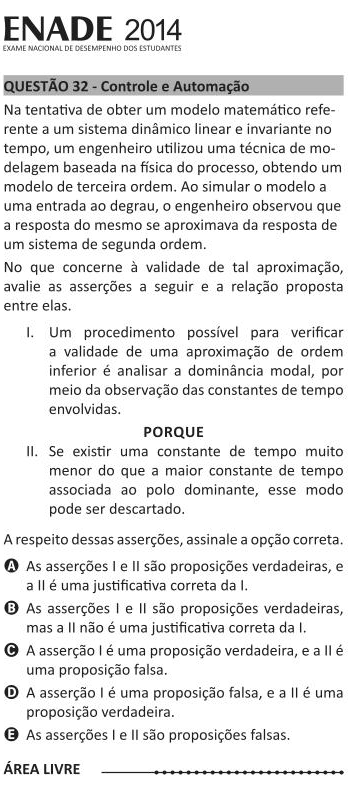 ENADE 2014
EXAME NACIONAL DE DESEMPENHO DOS ESTUDANTES
QUESTÃO 32 - Controle e Automação
Na tentativa de obter um modelo matemático refe-
rente a um sistema dinâmico linear e invariante no
tempo, um engenheiro utilizou uma técnica de mo-
delagem baseada na física do processo, obtendo um
modelo de terceira ordem. Ao simular o modelo a
uma entrada ao degrau, o engenheiro observou que
a resposta do mesmo se aproximava da resposta de
um sistema de segunda ordem.
No que concerne à validade de tal aproximação,
avalie as asserções a seguir e a relação proposta
entre elas.
I. Um procedimento possível para verificar
a validade de uma aproximação de ordem
inferior é analisar a dominância modal, por
meio da observação das constantes de tempo
envolvidas.
PORQUE
II. Se existir uma constante de tempo muito
menor do que a maior constante de tempo
associada ao polo dominante, esse modo
pode ser descartado.
A respeito dessas asserções, assinale a opção correta.
A As asserções I e II são proposições verdadeiras, e
a II é uma justificativa correta da I.
B As asserções I e II são proposições verdadeiras,
mas a II não é uma justificativa correta da I.
C A asserção I é uma proposição verdadeira, e a II é
uma proposição falsa.
D A asserção I é uma proposição falsa, e a II é uma
proposição verdadeira.
E As asserções I e II são proposições falsas.
ÁREA LIVRE